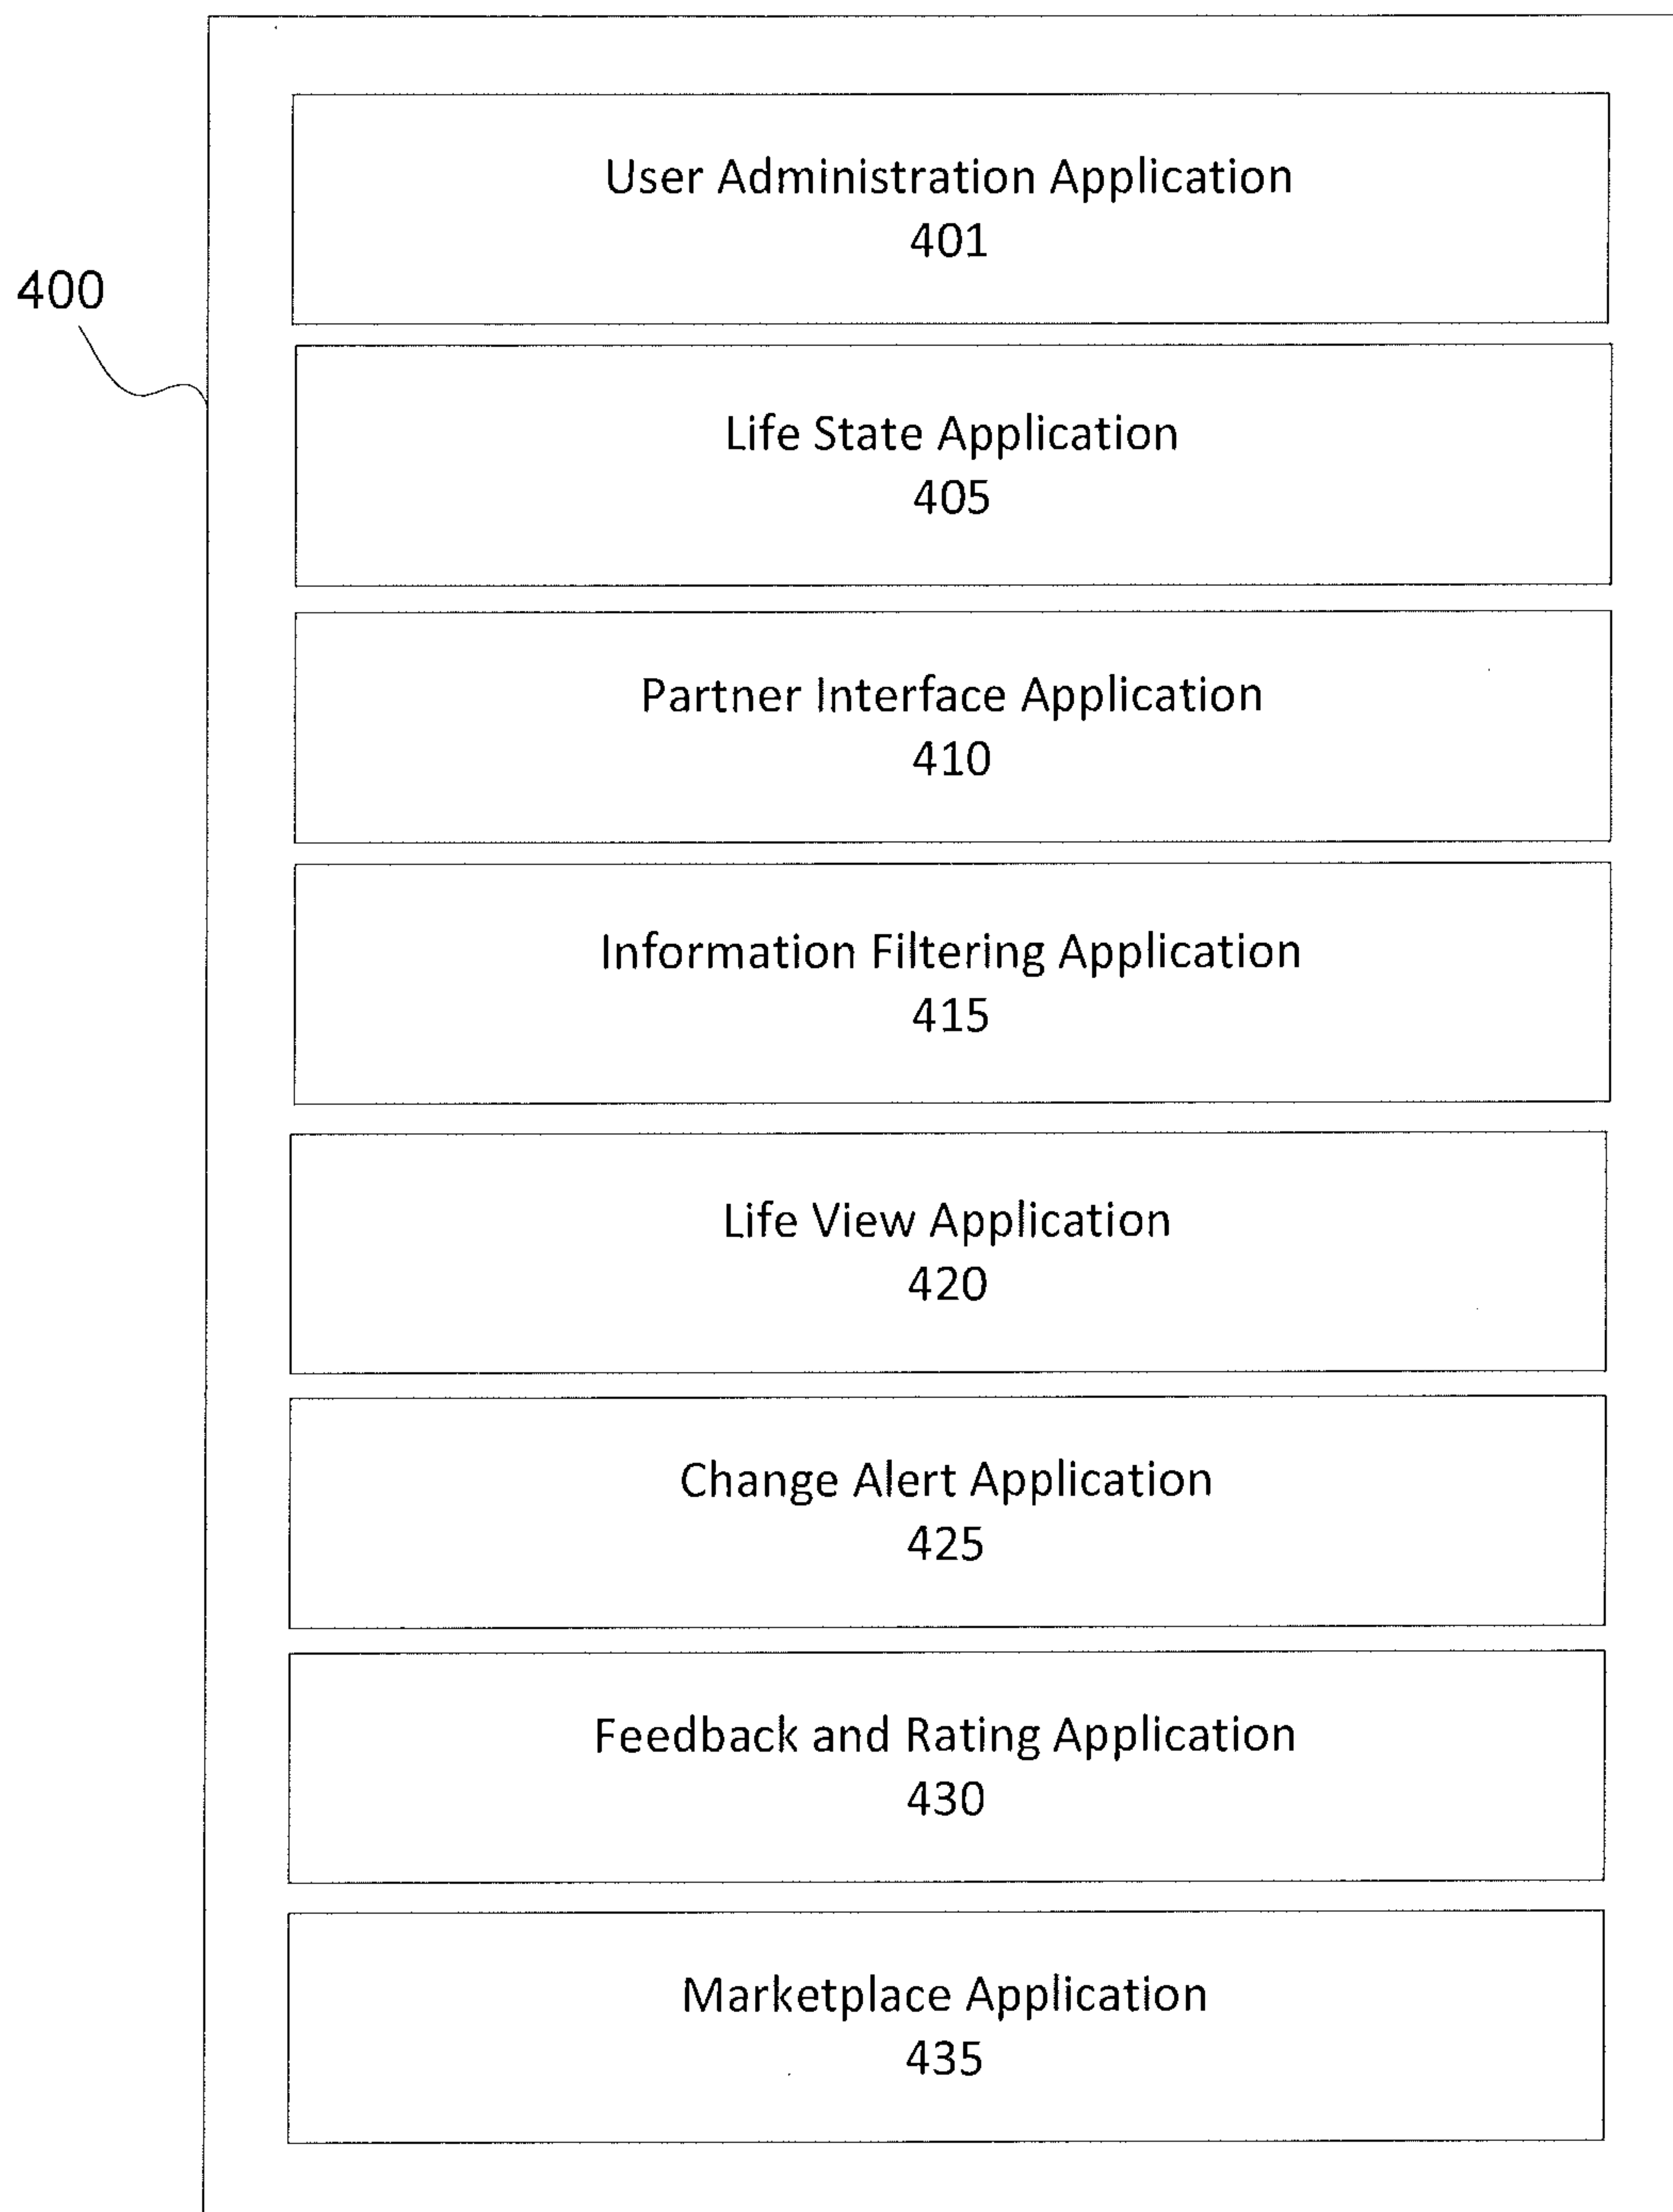 User Administration Application
401
400
Life State Application
405
Partner Interface Application
410
Information Filtering Application
415
Life View Application
420
Change Alert Application
425
Feedback and Rating Application
430
Marketplace Application
435